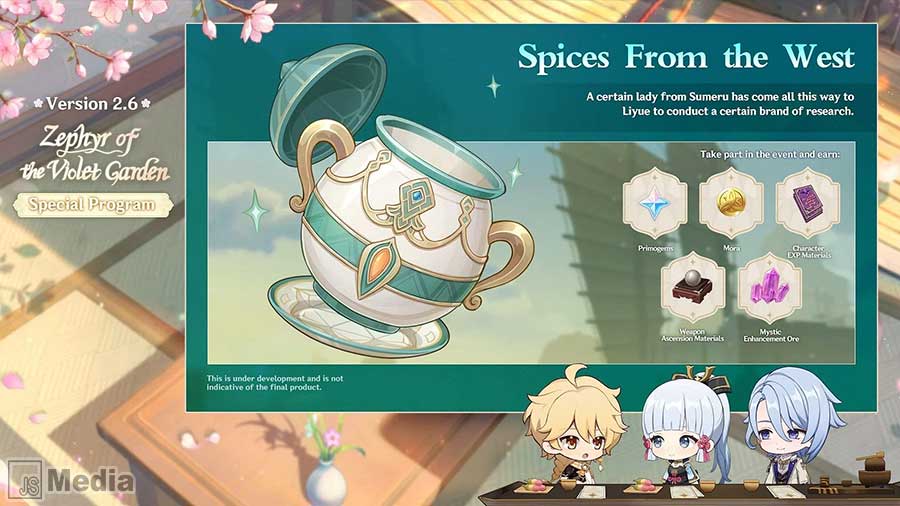 Version 2.6
Zephyr of
the Violet Garden
Special Program
Spices From the West
A certain lady from Sumeru has come all this way to
Liyue to conduct a certain brand of research.
Take part in the event and earn:
Primogems
Mora
Character
EXP Materials
Weapon
Ascension Materials
Mystic
Enhancement Ore
This is under development and is not
indicative of the final product.
JS Media